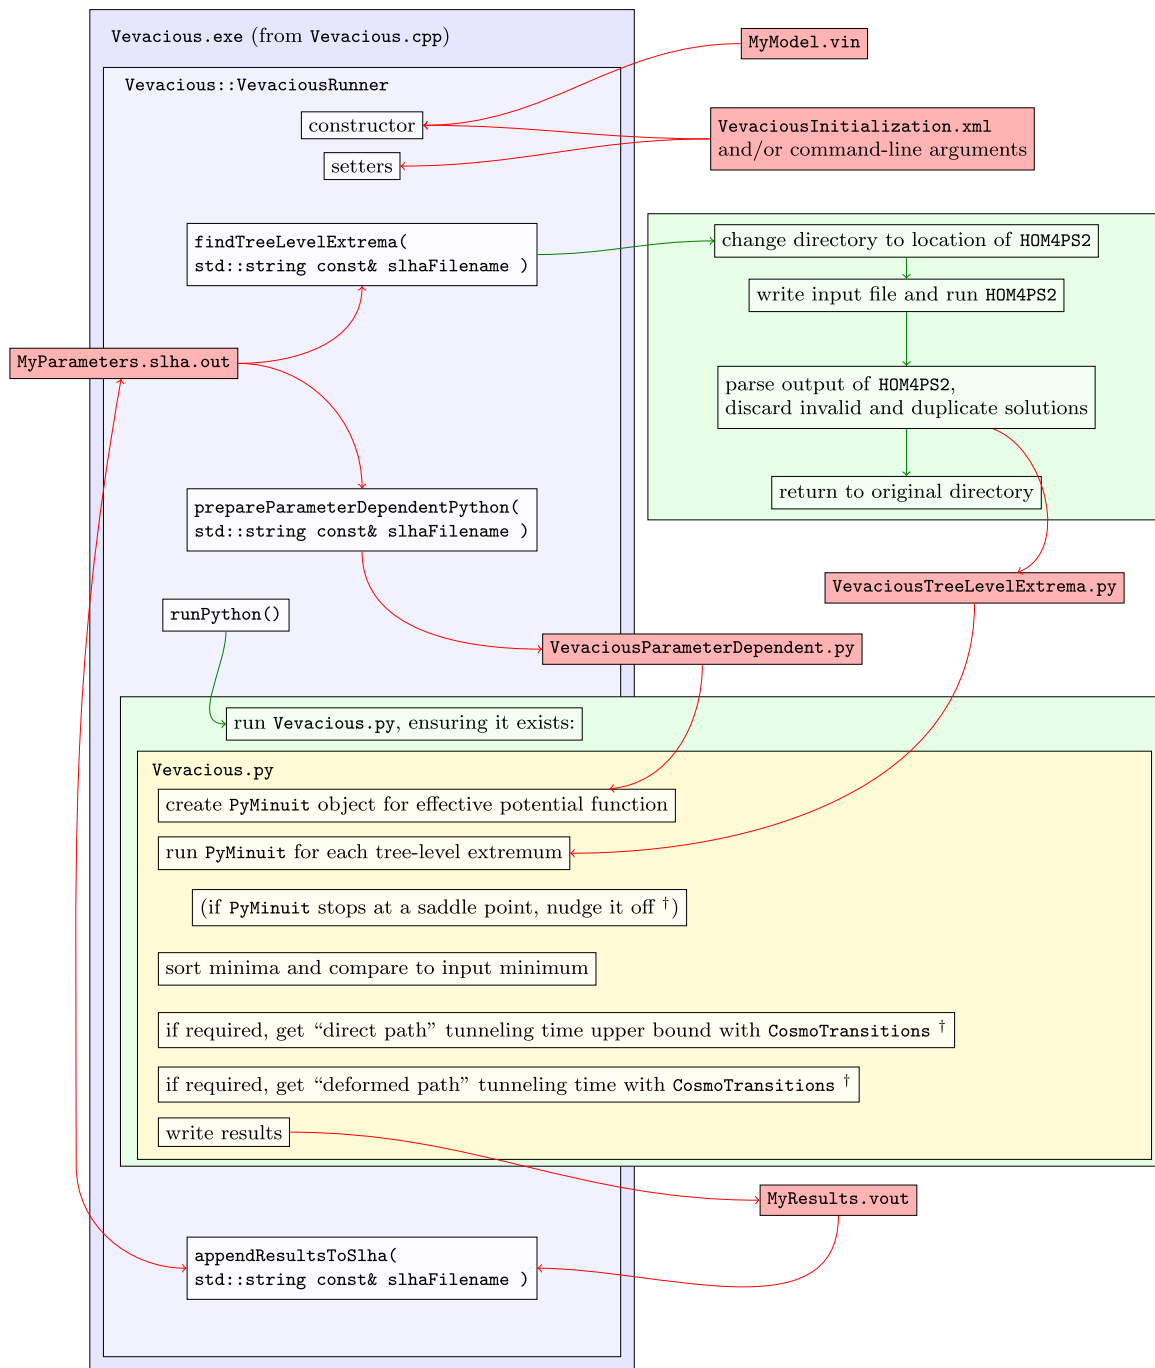 Vevacious.exe (from Vevacious.cpp)
MyModel.vin
Vevacious::VevaciousRunner
constructor
VevaciousInitialization.xml
and/or command-line arguments
setters
findTreeLevelExtrema(
std::string const& slhaFilename )
change directory to location of HOM4PS2
write input file and run HOM4PS2
MyParameters.slha.out
parse output of HOM4PS2,
discard invalid and duplicate solutions
return to original directory
prepareParameterDependentPython(
std::string const& slhaFilename )
VevaciousTreeLevelExtrema.py
runPython()
VevaciousParameterDependent.py
run Vevacious.py, ensuring it exists:
Vevacious.py
create PyMinuit object for effective potential function
run PyMinuit for each tree-level extremum
(if PyMinuit stops at a saddle point, nudge it off †)
sort minima and compare to input minimum
if required, get “direct path” tunneling time upper bound with CosmoTransitions †
if required, get “deformed path” tunneling time with CosmoTransitions †
write results
MyResults.vout
appendResultsToSlha(
std::string const& slhaFilename )